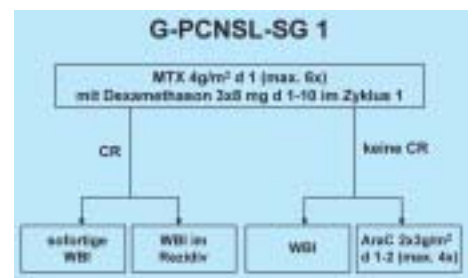 G-PCNSL-SG 1
MTX 4g/m² d 1 (max. 6x)
mit Dexamethason 3x8 mg d 1-10 im Zyklus 1
CR
keine CR
sofortige
WBI
WBI im
Rezidiv
WBI
AraC 2x3g/m²
d 1-2 (max. 4x)